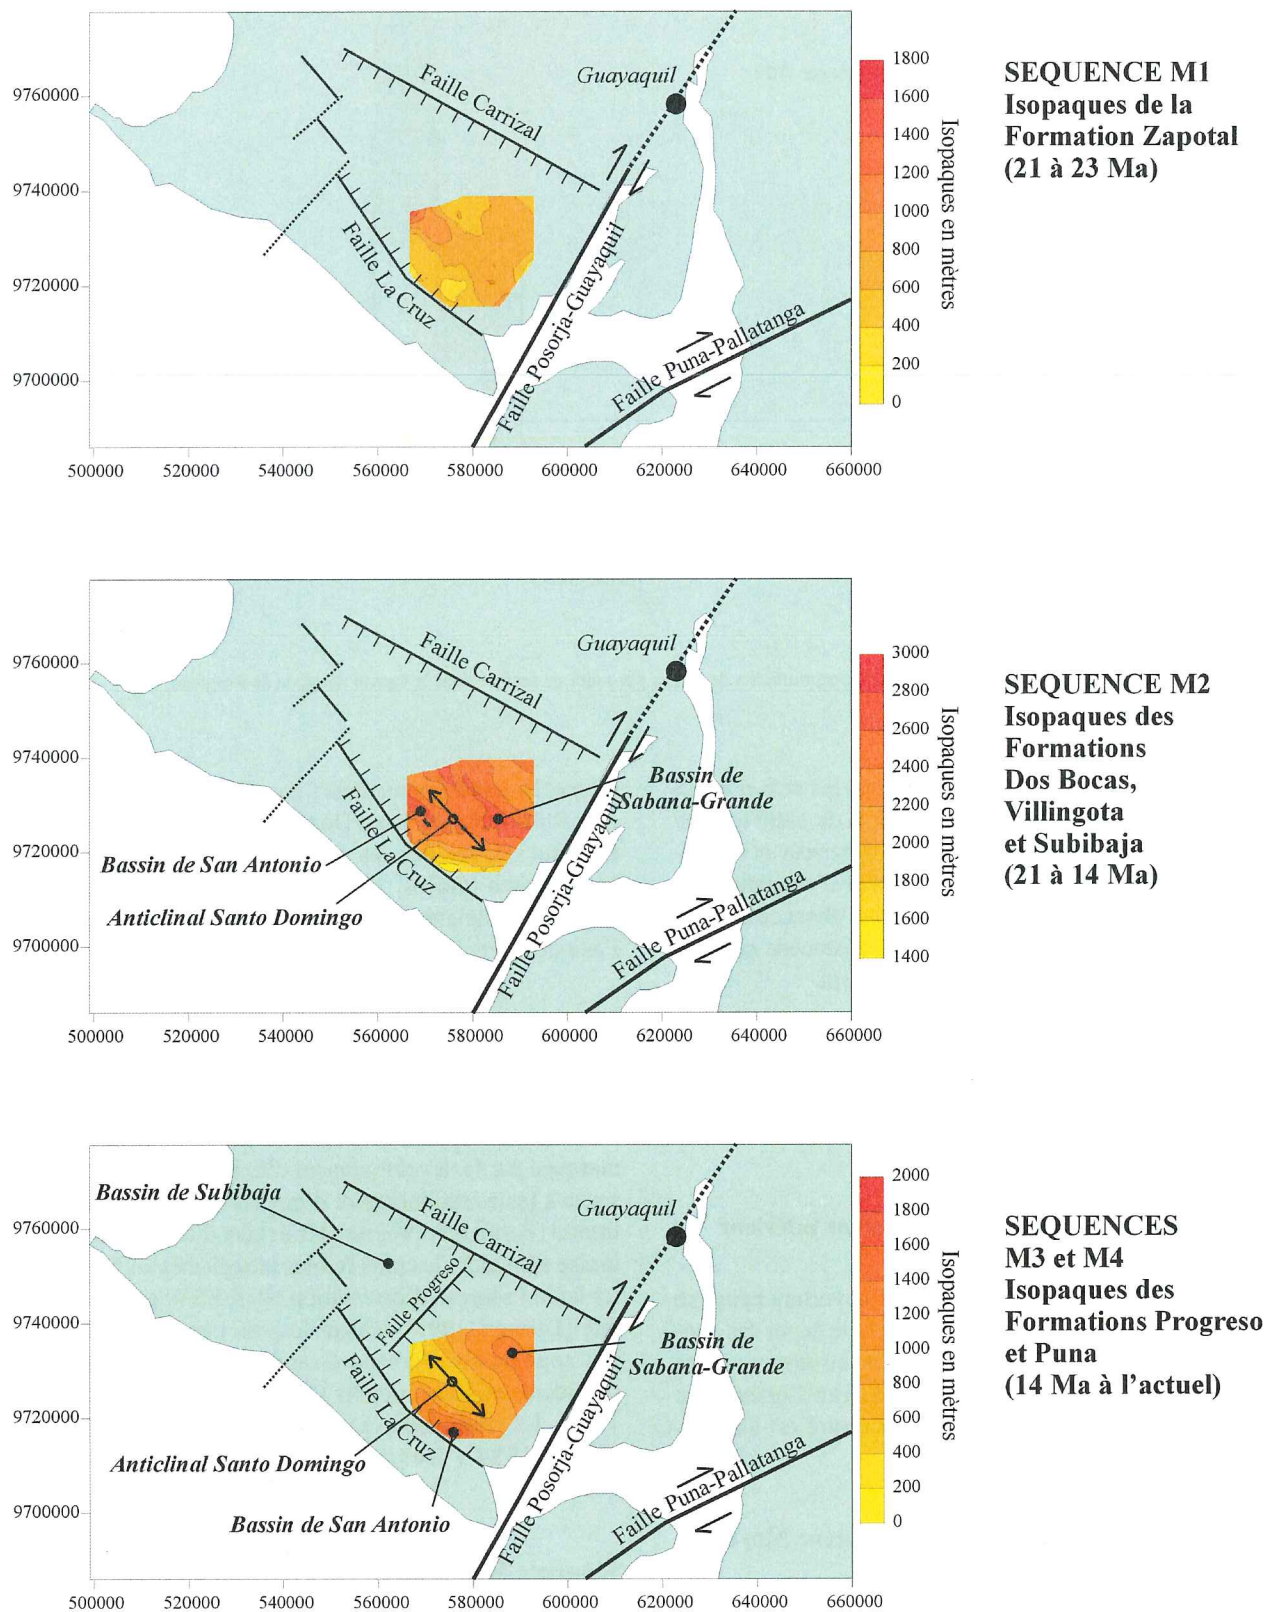 9760000
9740000
9720000
9700000
500000 520000 540000 560000 580000 600000 620000 640000 660000
Guayaquil
Faille Carrizal
Faille La Cruz
Faille Posorja-Guayaquil
Faille Puna-Pallatanga
1800
1600
1400
1200
1000
800
600
400
200
0
Isopaques en mètres
SEQUENCE M1
Isopaques de la
Formation Zapotal
(21 à 23 Ma)
9760000
9740000
9720000
9700000
500000 520000 540000 560000 580000 600000 620000 640000 660000
Guayaquil
Faille Carrizal
Bassin de
Sabana-Grande
Faille La Cruz
Bassin de San Antonio
Anticlinal Santo Domingo
Faille Posorja-Guayaquil
Faille Puna-Pallatanga
3000
2800
2600
2400
2200
2000
1800
1600
1400
Isopaques en mètres
SEQUENCE M2
Isopaques des
Formations
Dos Bocas,
Villingota
et Subibaja
(21 à 14 Ma)
9760000
9740000
9720000
9700000
500000 520000 540000 560000 580000 600000 620000 640000 660000
Bassin de Subibaja
Guayaquil
Faille Carrizal
Faille Progreso
Bassin de
Sabana-Grande
Faille La Cruz
Anticlinal Santo Domingo
Bassin de San Antonio
Faille Posorja-Guayaquil
Faille Puna-Pallatanga
2000
1800
1600
1400
1200
1000
800
600
400
200
0
Isopaques en mètres
SEQUENCES
M3 et M4
Isopaques des
Formations Progreso
et Puna
(14 Ma à l'actuel)